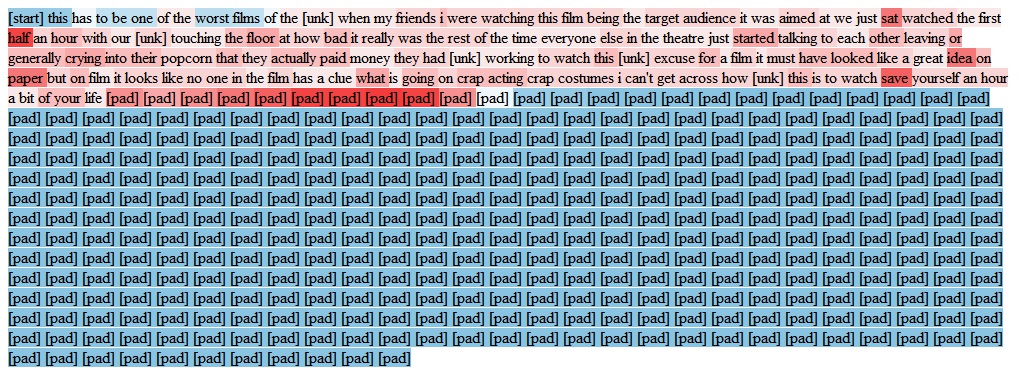 [start] this has to be one of the worst films of the [unk] when my friends i were watching this film being the target audience it was aimed at we just sat watched the first
half an hour with our [unk] touching the floor at how bad it really was the rest of the time everyone else in the theatre just started talking to each other leaving or
generally crying into their popcorn that they actually paid money they had [unk] working to watch this [unk] excuse for a film it must have looked like a great idea on
paper but on film it looks like no one in the film has a clue what is going on crap acting crap costumes i can't get across how [unk] this is to watch save yourself an hour
a bit of your life [pad] [pad] [pad] [pad] [pad] [pad] [pad] [pad] [pad] [pad] [pad] [pad] [pad] [pad] [pad] [pad] [pad] [pad] [pad] [pad] [pad] [pad] [pad] [pad]
[pad] [pad] [pad] [pad] [pad] [pad] [pad] [pad] [pad] [pad] [pad] [pad] [pad] [pad] [pad] [pad] [pad] [pad] [pad] [pad] [pad] [pad] [pad] [pad] [pad] [pad] [pad]
[pad] [pad] [pad] [pad] [pad] [pad] [pad] [pad] [pad] [pad] [pad] [pad] [pad] [pad] [pad] [pad] [pad] [pad] [pad] [pad] [pad] [pad] [pad] [pad] [pad] [pad] [pad]
[pad] [pad] [pad] [pad] [pad] [pad] [pad] [pad] [pad] [pad] [pad] [pad] [pad] [pad] [pad] [pad] [pad] [pad] [pad] [pad] [pad] [pad] [pad] [pad] [pad] [pad] [pad]
[pad] [pad] [pad] [pad] [pad] [pad] [pad] [pad] [pad] [pad] [pad] [pad] [pad] [pad] [pad] [pad] [pad] [pad] [pad] [pad] [pad] [pad] [pad] [pad] [pad] [pad] [pad]
[pad] [pad] [pad] [pad] [pad] [pad] [pad] [pad] [pad] [pad] [pad] [pad] [pad] [pad] [pad] [pad] [pad] [pad] [pad] [pad] [pad] [pad] [pad] [pad] [pad] [pad] [pad]
[pad] [pad] [pad] [pad] [pad] [pad] [pad] [pad] [pad] [pad] [pad] [pad] [pad] [pad] [pad] [pad] [pad] [pad] [pad] [pad] [pad] [pad] [pad] [pad] [pad] [pad] [pad]
[pad] [pad] [pad] [pad] [pad] [pad] [pad] [pad] [pad] [pad] [pad] [pad] [pad] [pad] [pad] [pad] [pad] [pad] [pad] [pad] [pad] [pad] [pad] [pad] [pad] [pad] [pad]
[pad] [pad] [pad] [pad] [pad] [pad] [pad] [pad] [pad] [pad] [pad] [pad] [pad] [pad] [pad] [pad] [pad] [pad] [pad] [pad] [pad] [pad] [pad] [pad] [pad] [pad] [pad]
[pad] [pad] [pad] [pad] [pad] [pad] [pad] [pad] [pad] [pad] [pad] [pad] [pad] [pad] [pad] [pad] [pad] [pad] [pad] [pad] [pad] [pad] [pad] [pad] [pad] [pad] [pad]
[pad] [pad] [pad] [pad] [pad] [pad] [pad] [pad] [pad] [pad] [pad] [pad] [pad] [pad] [pad] [pad] [pad] [pad] [pad] [pad] [pad] [pad] [pad] [pad] [pad] [pad] [pad]
[pad] [pad] [pad] [pad] [pad] [pad] [pad] [pad] [pad] [pad] [pad] [pad] [pad] [pad] [pad] [pad] [pad] [pad] [pad] [pad] [pad] [pad] [pad] [pad] [pad] [pad] [pad]
[pad] [pad] [pad] [pad] [pad] [pad] [pad] [pad] [pad] [pad] [pad] [pad] [pad] [pad] [pad] [pad] [pad] [pad] [pad] [pad] [pad] [pad] [pad] [pad] [pad] [pad] [pad]
[pad] [pad] [pad] [pad] [pad] [pad] [pad] [pad] [pad] [pad] [pad]